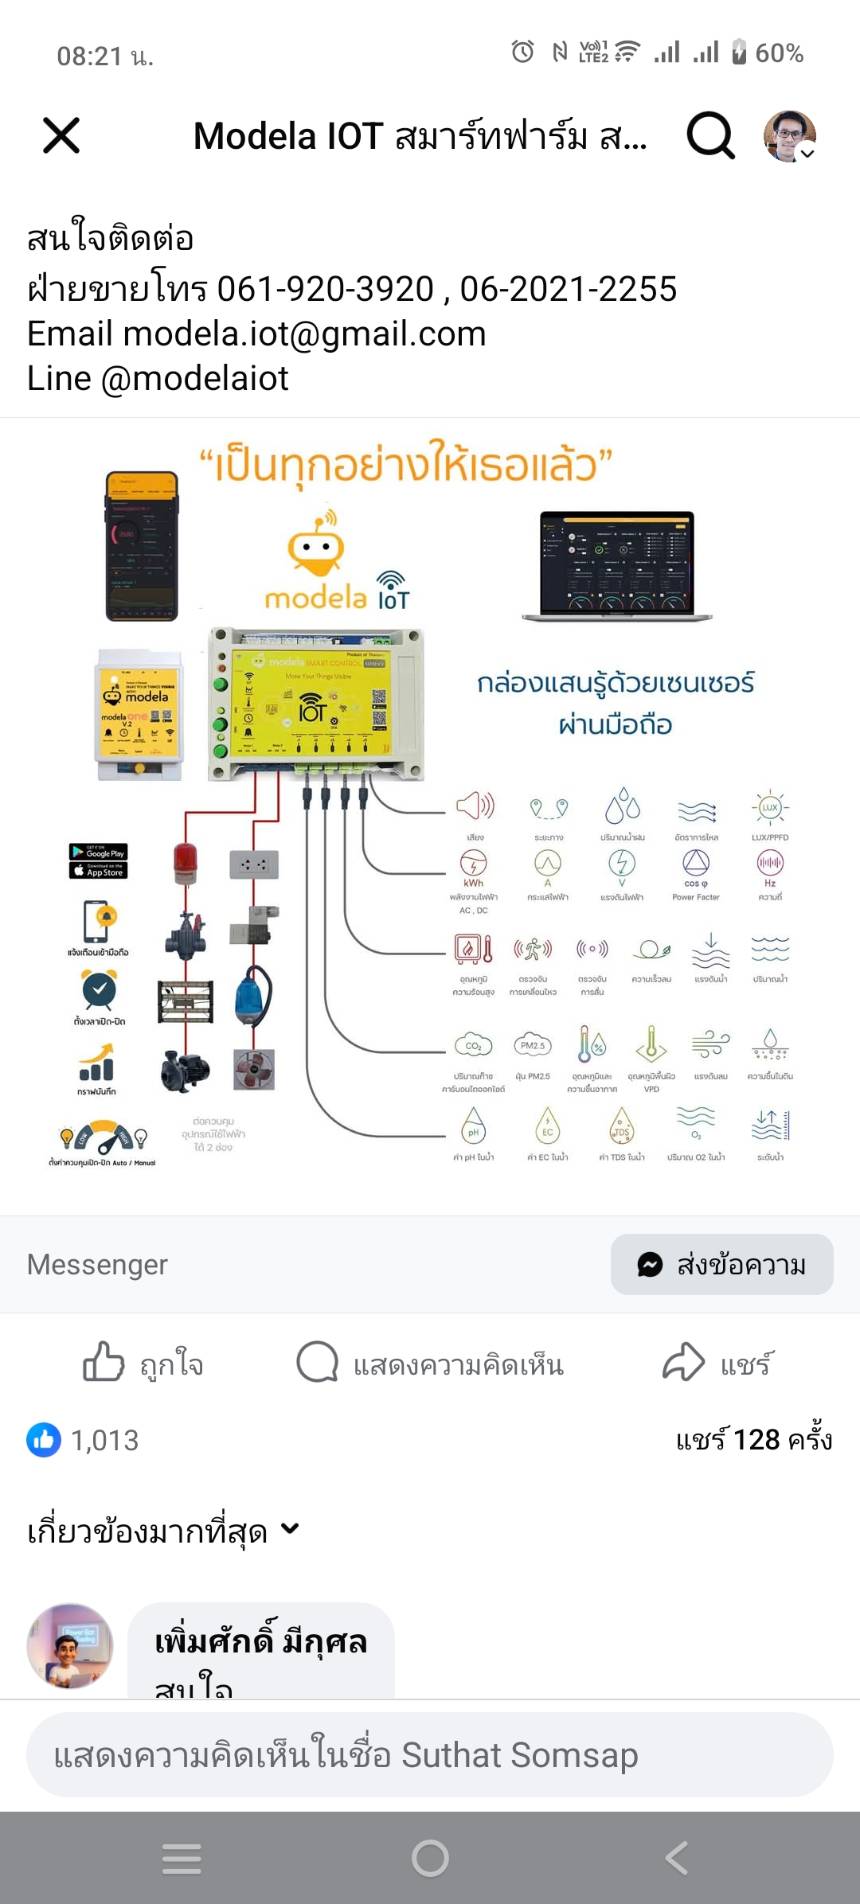 08:21 น.
Vo)) 1 LTE2 60%
Modela IOT สมาร์ทฟาร์ม ส...
สนใจติดต่อ
ฝ่ายขายโทร 061-920-3920 , 06-2021-2255
Email modela.iot@gmail.com
Line @modelaiot
“เป็นทุกอย่างให้เธอแล้ว”
modela IoT
กล่องแสนรู้ด้วยเซนเซอร์
ผ่านมือถือ
modela
modela one
V.2
modela SMART CONTROL
Make Your Things Visible
IOT
LUX
เสียง ระยะทาง ปริมาณน้ำฝน อัตราการไหล LUX/PPFD
kWh A V cos φ Hz
พลังงานไฟฟ้า กระแสไฟฟ้า แรงดันไฟฟ้า Power Facter ความถี่
AC , DC
GET IT ON
Google Play
Download on the
App Store
แจ้งเตือนเข้ามือถือ
ตั้งเวลาเปิด-ปิด
กราฟบันทึก
LOW HIGH
ตั้งค่าควบคุมเปิด-ปิด Auto / Manual
ต่อควบคุม
อุปกรณ์ใช้ไฟฟ้า
ได้ 2 ช่อง
อุณหภูมิ ตรวจจับ ตรวจจับ ความเร็วลม แรงดันน้ำ ปริมาณน้ำ
ความร้อนสูง การเคลื่อนไหว การสั่น
CO₂ PM2.5 %
ปริมาณก๊าซ ฝุ่น PM2.5 อุณหภูมิและ อุณหภูมิพื้นผิว แรงดันลม ความชื้นในดิน
คาร์บอนไดออกไซด์ ความชื้นอากาศ VPD
pH EC TDS O₂
ค่า pH ในน้ำ ค่า EC ในน้ำ ค่า TDS ในน้ำ ปริมาณ O2 ในน้ำ ระดับน้ำ
Messenger
ส่งข้อความ
ถูกใจ แสดงความคิดเห็น แชร์
1,013 แชร์ 128 ครั้ง
เกี่ยวข้องมากที่สุด
เพิ่มศักดิ์ มีกุศล
สนใจ
แสดงความคิดเห็นในชื่อ Suthat Somsap